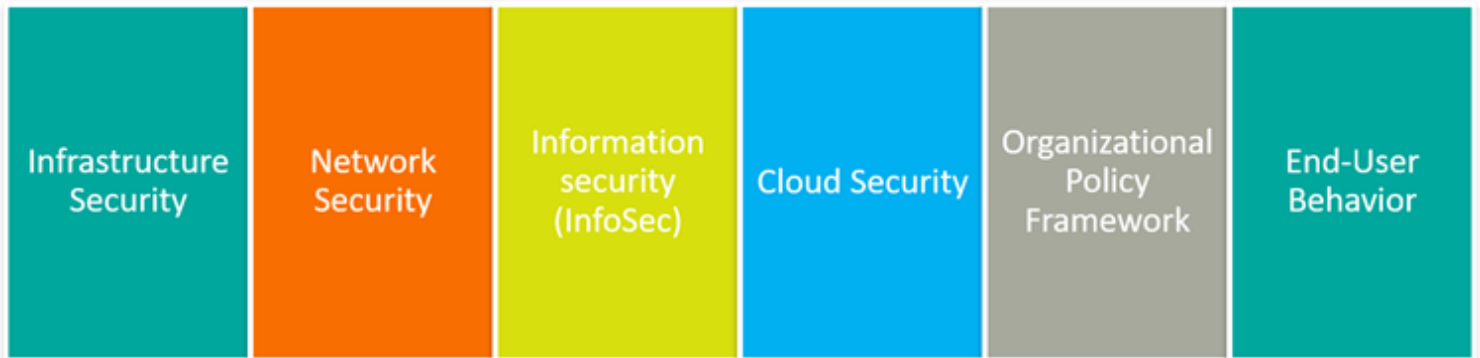 Infrastructure
Security
Network
Security
Information
security
(InfoSec)
Cloud Security
Organizational
Policy
Framework
End-User
Behavior